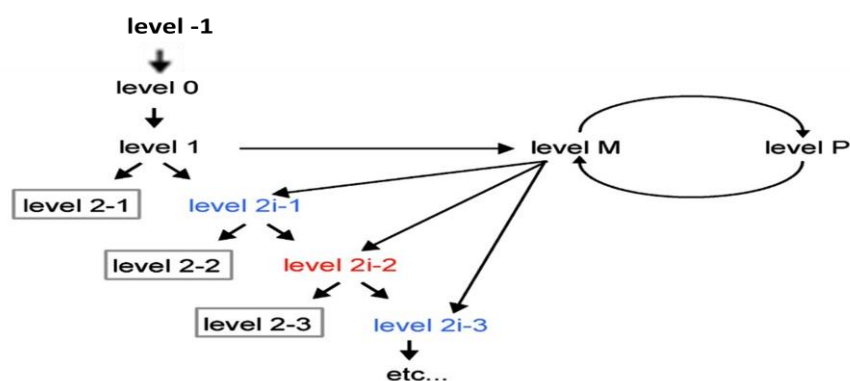 level -1
level 0
level 1
level M
level P
level 2-1
level 2i-1
level 2-2
level 2i-2
level 2-3
level 2i-3
etc...